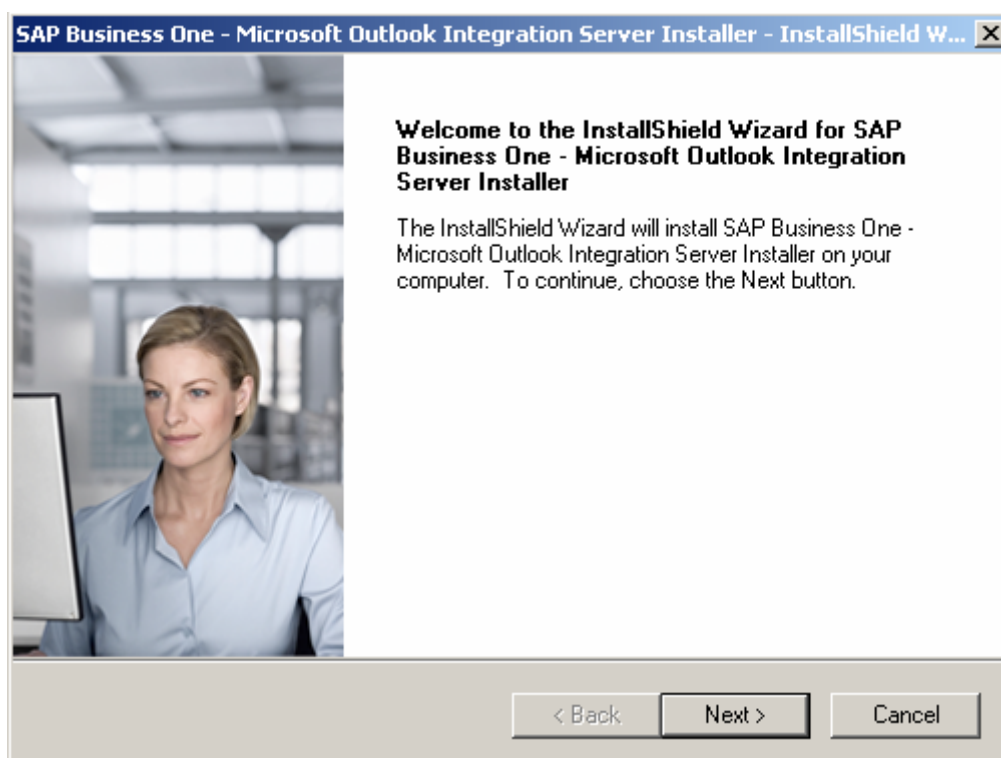 SAP Business One - Microsoft Outlook Integration Server Installer - InstallShield W...
Welcome to the InstallShield Wizard for SAP
Business One - Microsoft Outlook Integration
Server Installer
The InstallShield Wizard will install SAP Business One -
Microsoft Outlook Integration Server Installer on your
computer. To continue, choose the Next button.
< Back
Next >
Cancel